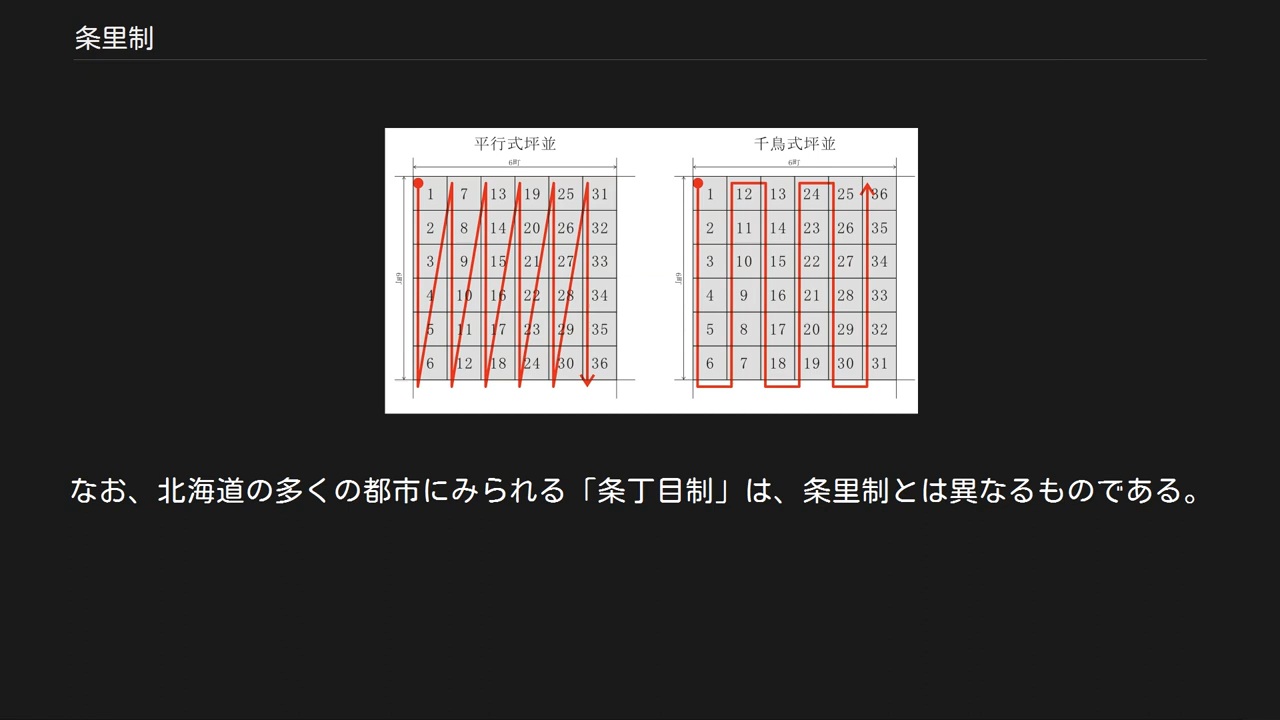 条里制
平行式坪並
6町
6町
1 7 13 19 25 31
2 8 14 20 26 32
3 9 15 21 27 33
4 10 16 22 28 34
5 11 17 23 29 35
6 12 18 24 30 36
千鳥式坪並
6町
6町
1 12 13 24 25 36
2 11 14 23 26 35
3 10 15 22 27 34
4 9 16 21 28 33
5 8 17 20 29 32
6 7 18 19 30 31
なお、北海道の多くの都市にみられる「条丁目制」は、条里制とは異なるものである。